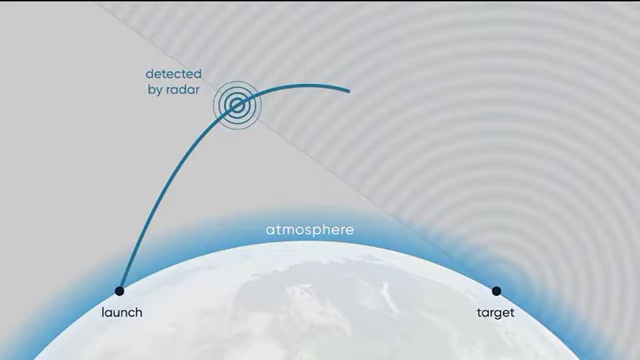 detected
by radar
atmosphere
launch
target